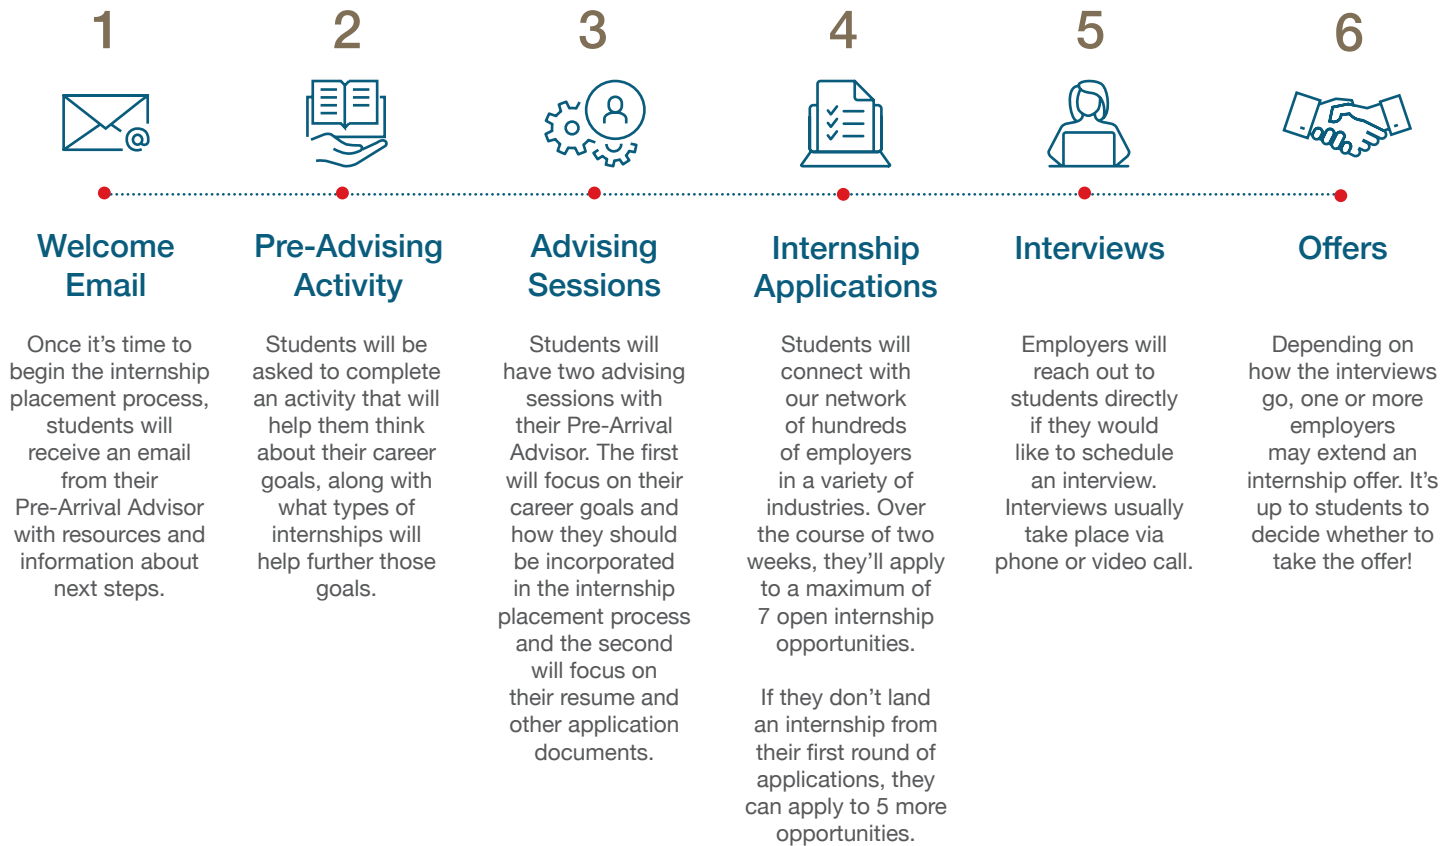 1
2
3
4
5
6
@
Welcome
Email
Once it’s time to
begin the internship
placement process,
students will
receive an email
from their
Pre-Arrival Advisor
with resources and
information about
next steps.
Pre-Advising
Activity
Students will be
asked to complete
an activity that will
help them think
about their career
goals, along with
what types of
internships will
help further those
goals.
Advising
Sessions
Students will
have two advising
sessions with
their Pre-Arrival
Advisor. The first
will focus on their
career goals and
how they should
be incorporated
in the internship
placement process
and the second
will focus on
their resume and
other application
documents.
Internship
Applications
Students will
connect with
our network
of hundreds
of employers
in a variety of
industries. Over
the course of two
weeks, they’ll apply
to a maximum of
7 open internship
opportunities.
If they don’t land
an internship from
their first round of
applications, they
can apply to 5 more
opportunities.
Interviews
Employers will
reach out to
students directly
if they would
like to schedule
an interview.
Interviews usually
take place via
phone or video call.
Offers
Depending on
how the interviews
go, one or more
employers
may extend an
internship offer. It’s
up to students to
decide whether to
take the offer!